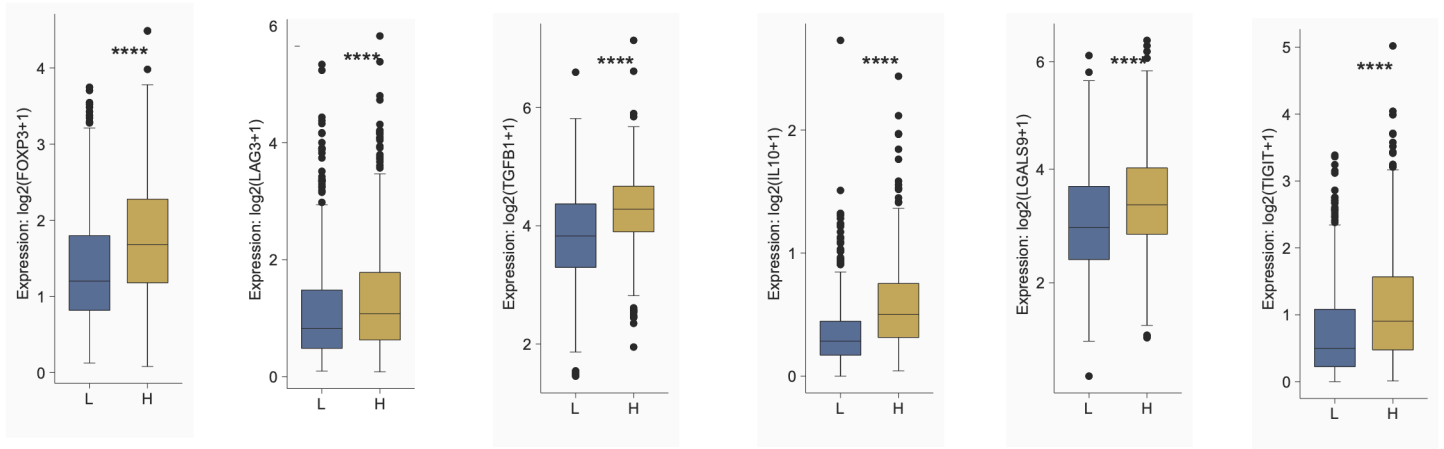 Expression: log2(FOXP3+1)
4
3
2
1
0
****
L H
Expression: log2(LAG3+1)
6
4
2
0
****
L H
Expression: log2(TGFB1+1)
6
4
2
****
L H
Expression: log2(IL10+1)
2
1
0
****
L H
Expression: log2(LGALS9+1)
6
4
2
****
L H
Expression: log2(TIGIT+1)
5
4
3
2
1
0
****
L H